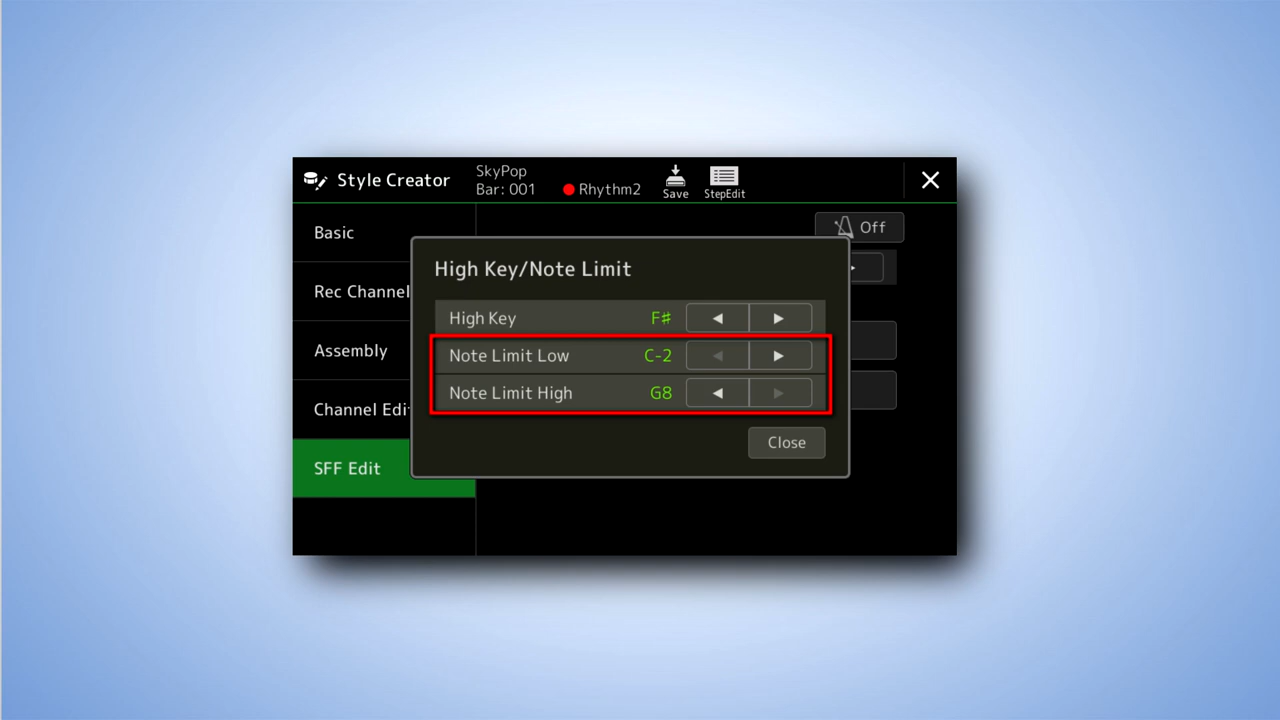 Style Creator
SkyPop
Bar: 001
Rhythm2
Save
StepEdit
Basic
Off
High Key/Note Limit
Rec Channel
High Key F♯
Note Limit Low C-2
Assembly
Note Limit High G8
Channel Edi
Close
SFF Edit